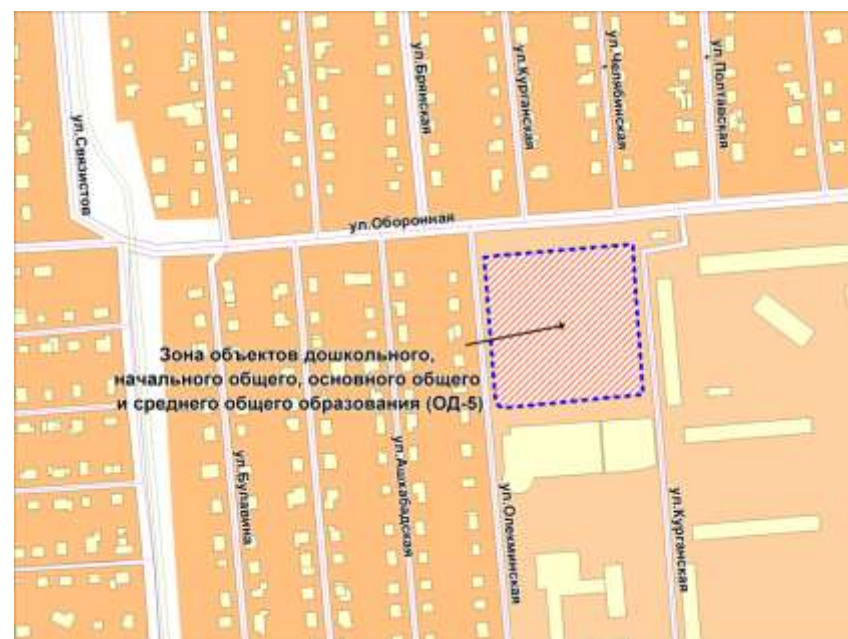 ул.Связистов
ул.Брянская
ул.Курганская
ул.Челябинская
ул.Полтавская
ул.Оборонная
Зона объектов дошкольного,
начального общего, основного общего
и среднего общего образования (ОД-5)
ул.Булавина
ул.Ашхабадская
ул.Олекминская
ул.Курганская